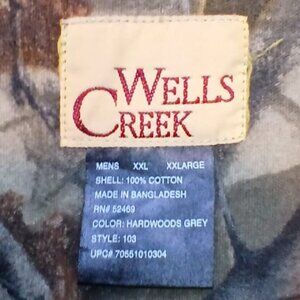 WELLS
CREEK
MENS XXL XXLARGE
SHELL: 100% COTTON
MADE IN BANGLADESH
RN# 52469
COLOR: HARDWOODS GREY
STYLE: 103
UPC# 70551010304